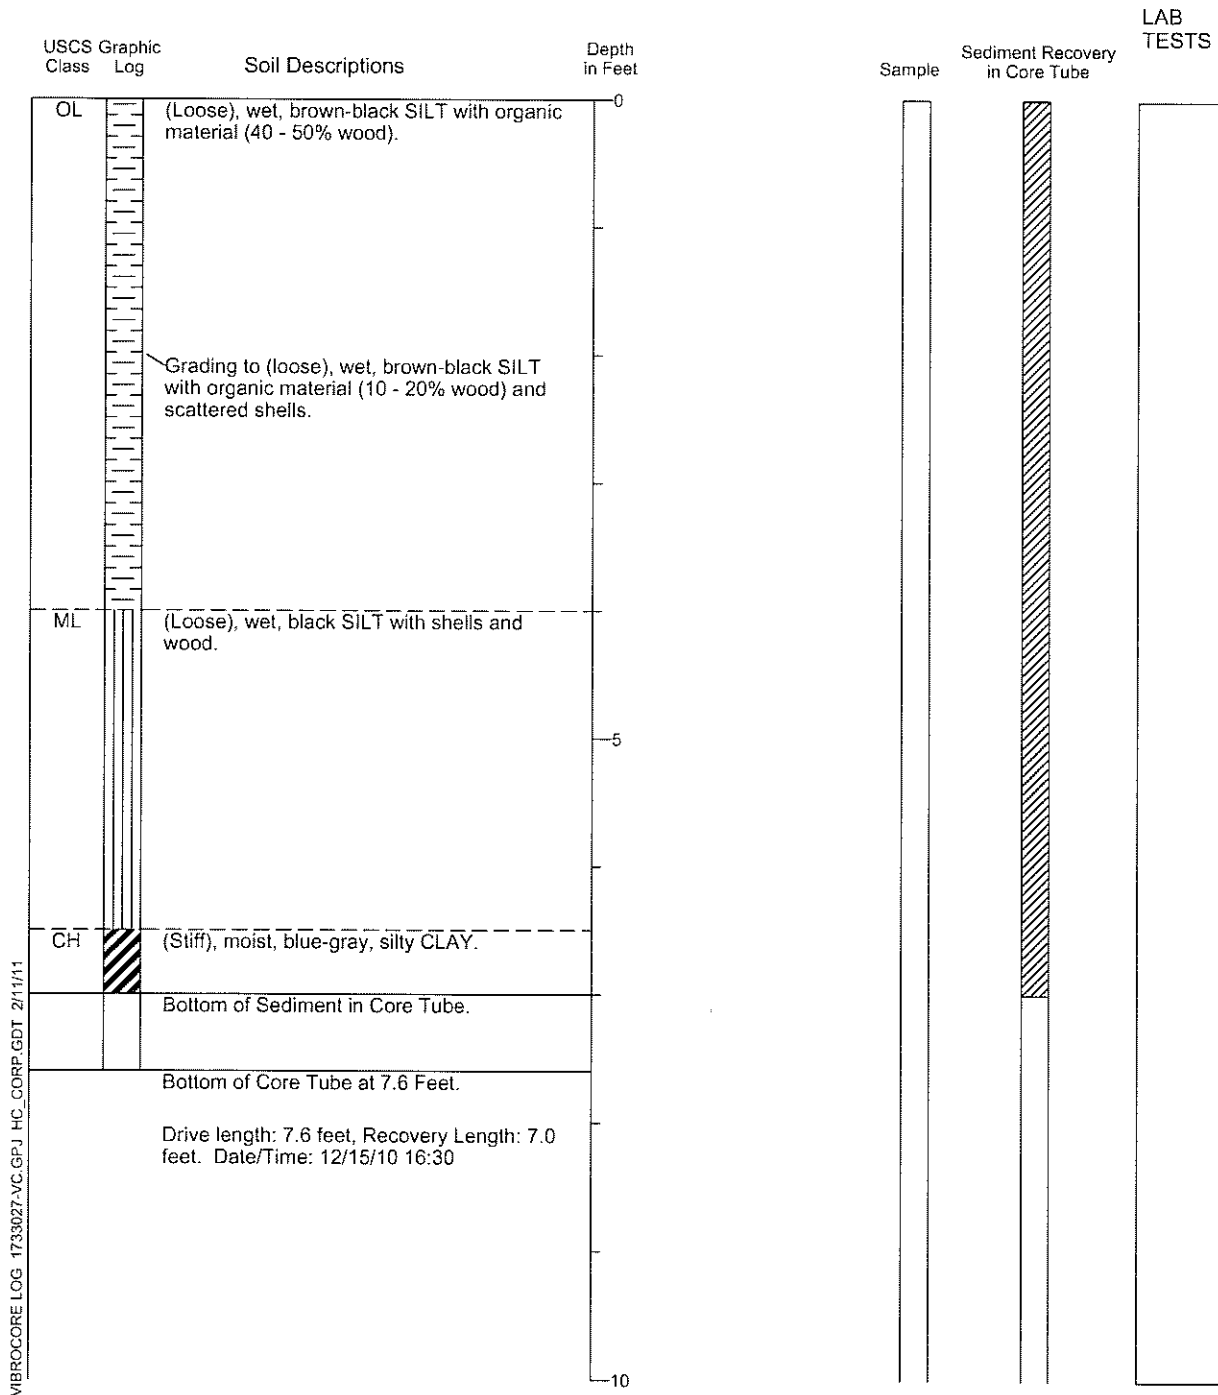 LAB
TESTS
USCS Graphic
Class Log
Soil Descriptions
Depth
in Feet
Sample
Sediment Recovery
in Core Tube
OL
(Loose), wet, brown-black SILT with organic
material (40 - 50% wood).
0
Grading to (loose), wet, brown-black SILT
with organic material (10 - 20% wood) and
scattered shells.
ML
(Loose), wet, black SILT with shells and
wood.
5
CH
(Stiff), moist, blue-gray, silty CLAY.
Bottom of Sediment in Core Tube.
Bottom of Core Tube at 7.6 Feet.
Drive length: 7.6 feet, Recovery Length: 7.0
feet. Date/Time: 12/15/10 16:30
10
VIBROCORE LOG 1733027-VC.GPJ HC_CORP.GDT 2/11/11